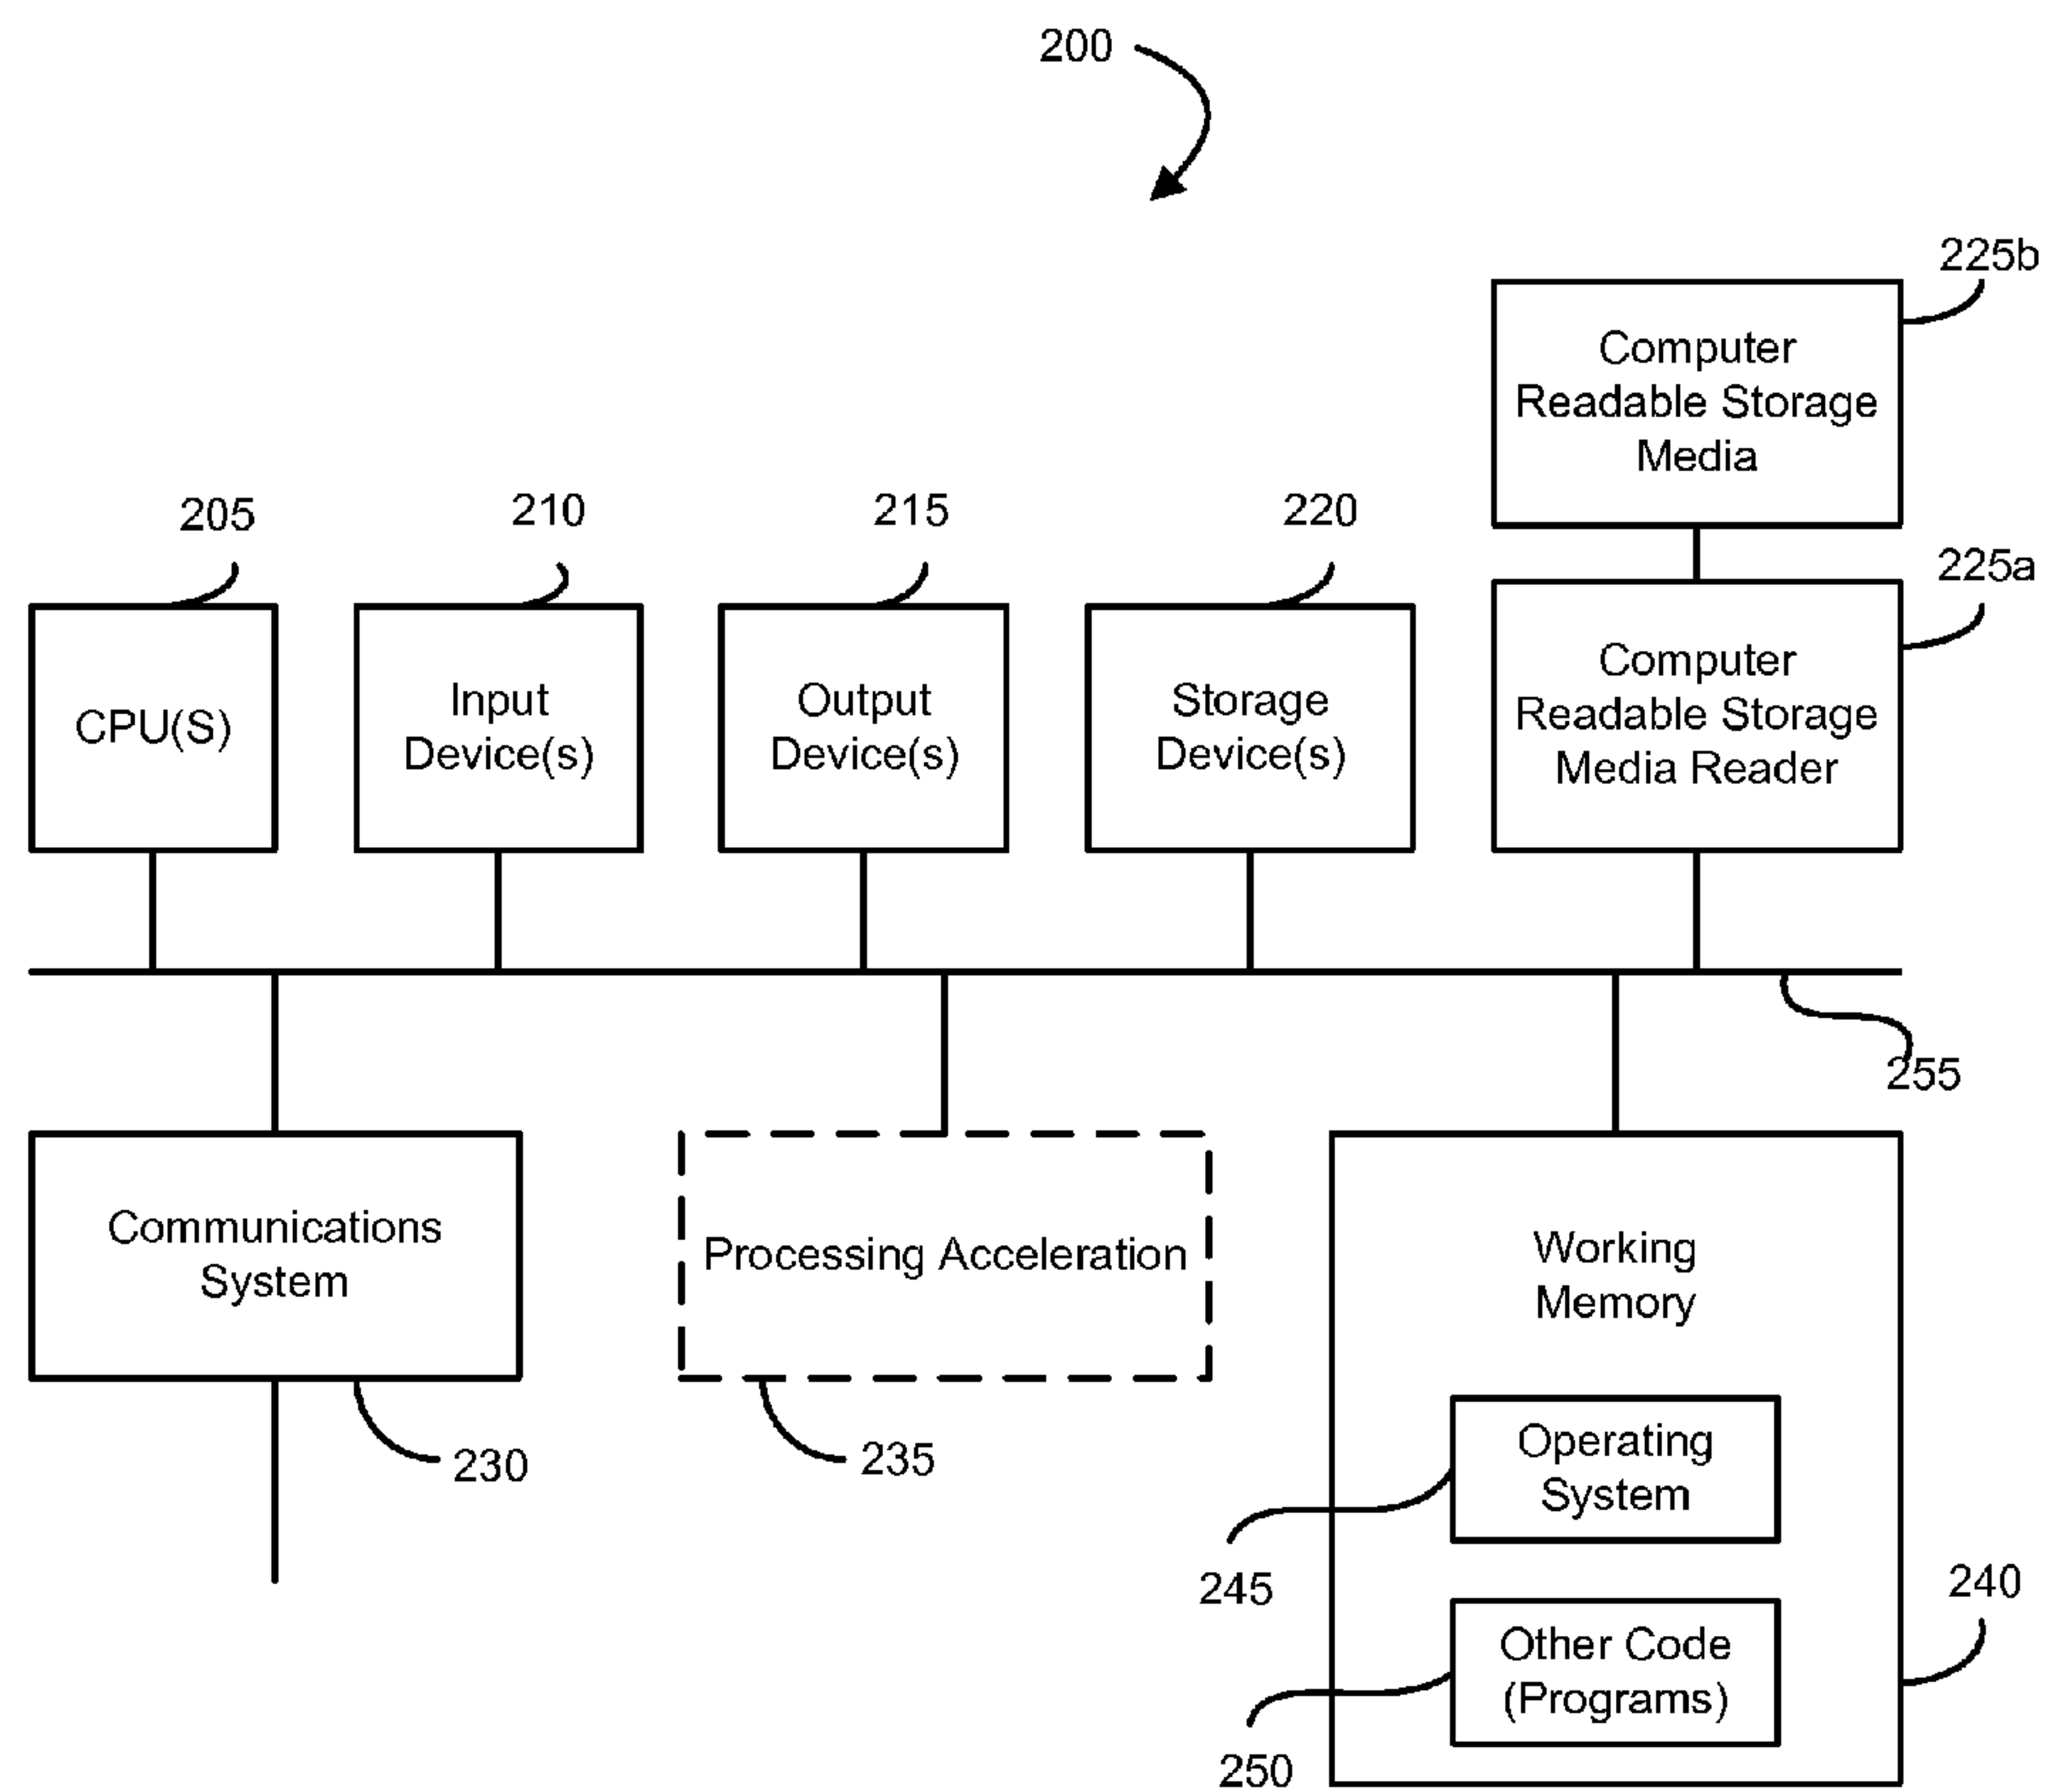 200
225b
Computer
Readable Storage
Media
205
210
215
220
225a
CPU(S)
Input
Device(s)
Output
Device(s)
Storage
Device(s)
Computer
Readable Storage
Media Reader
255
Communications
System
Processing Acceleration
Working
Memory
230
235
Operating
System
245
240
Other Code
(Programs)
250